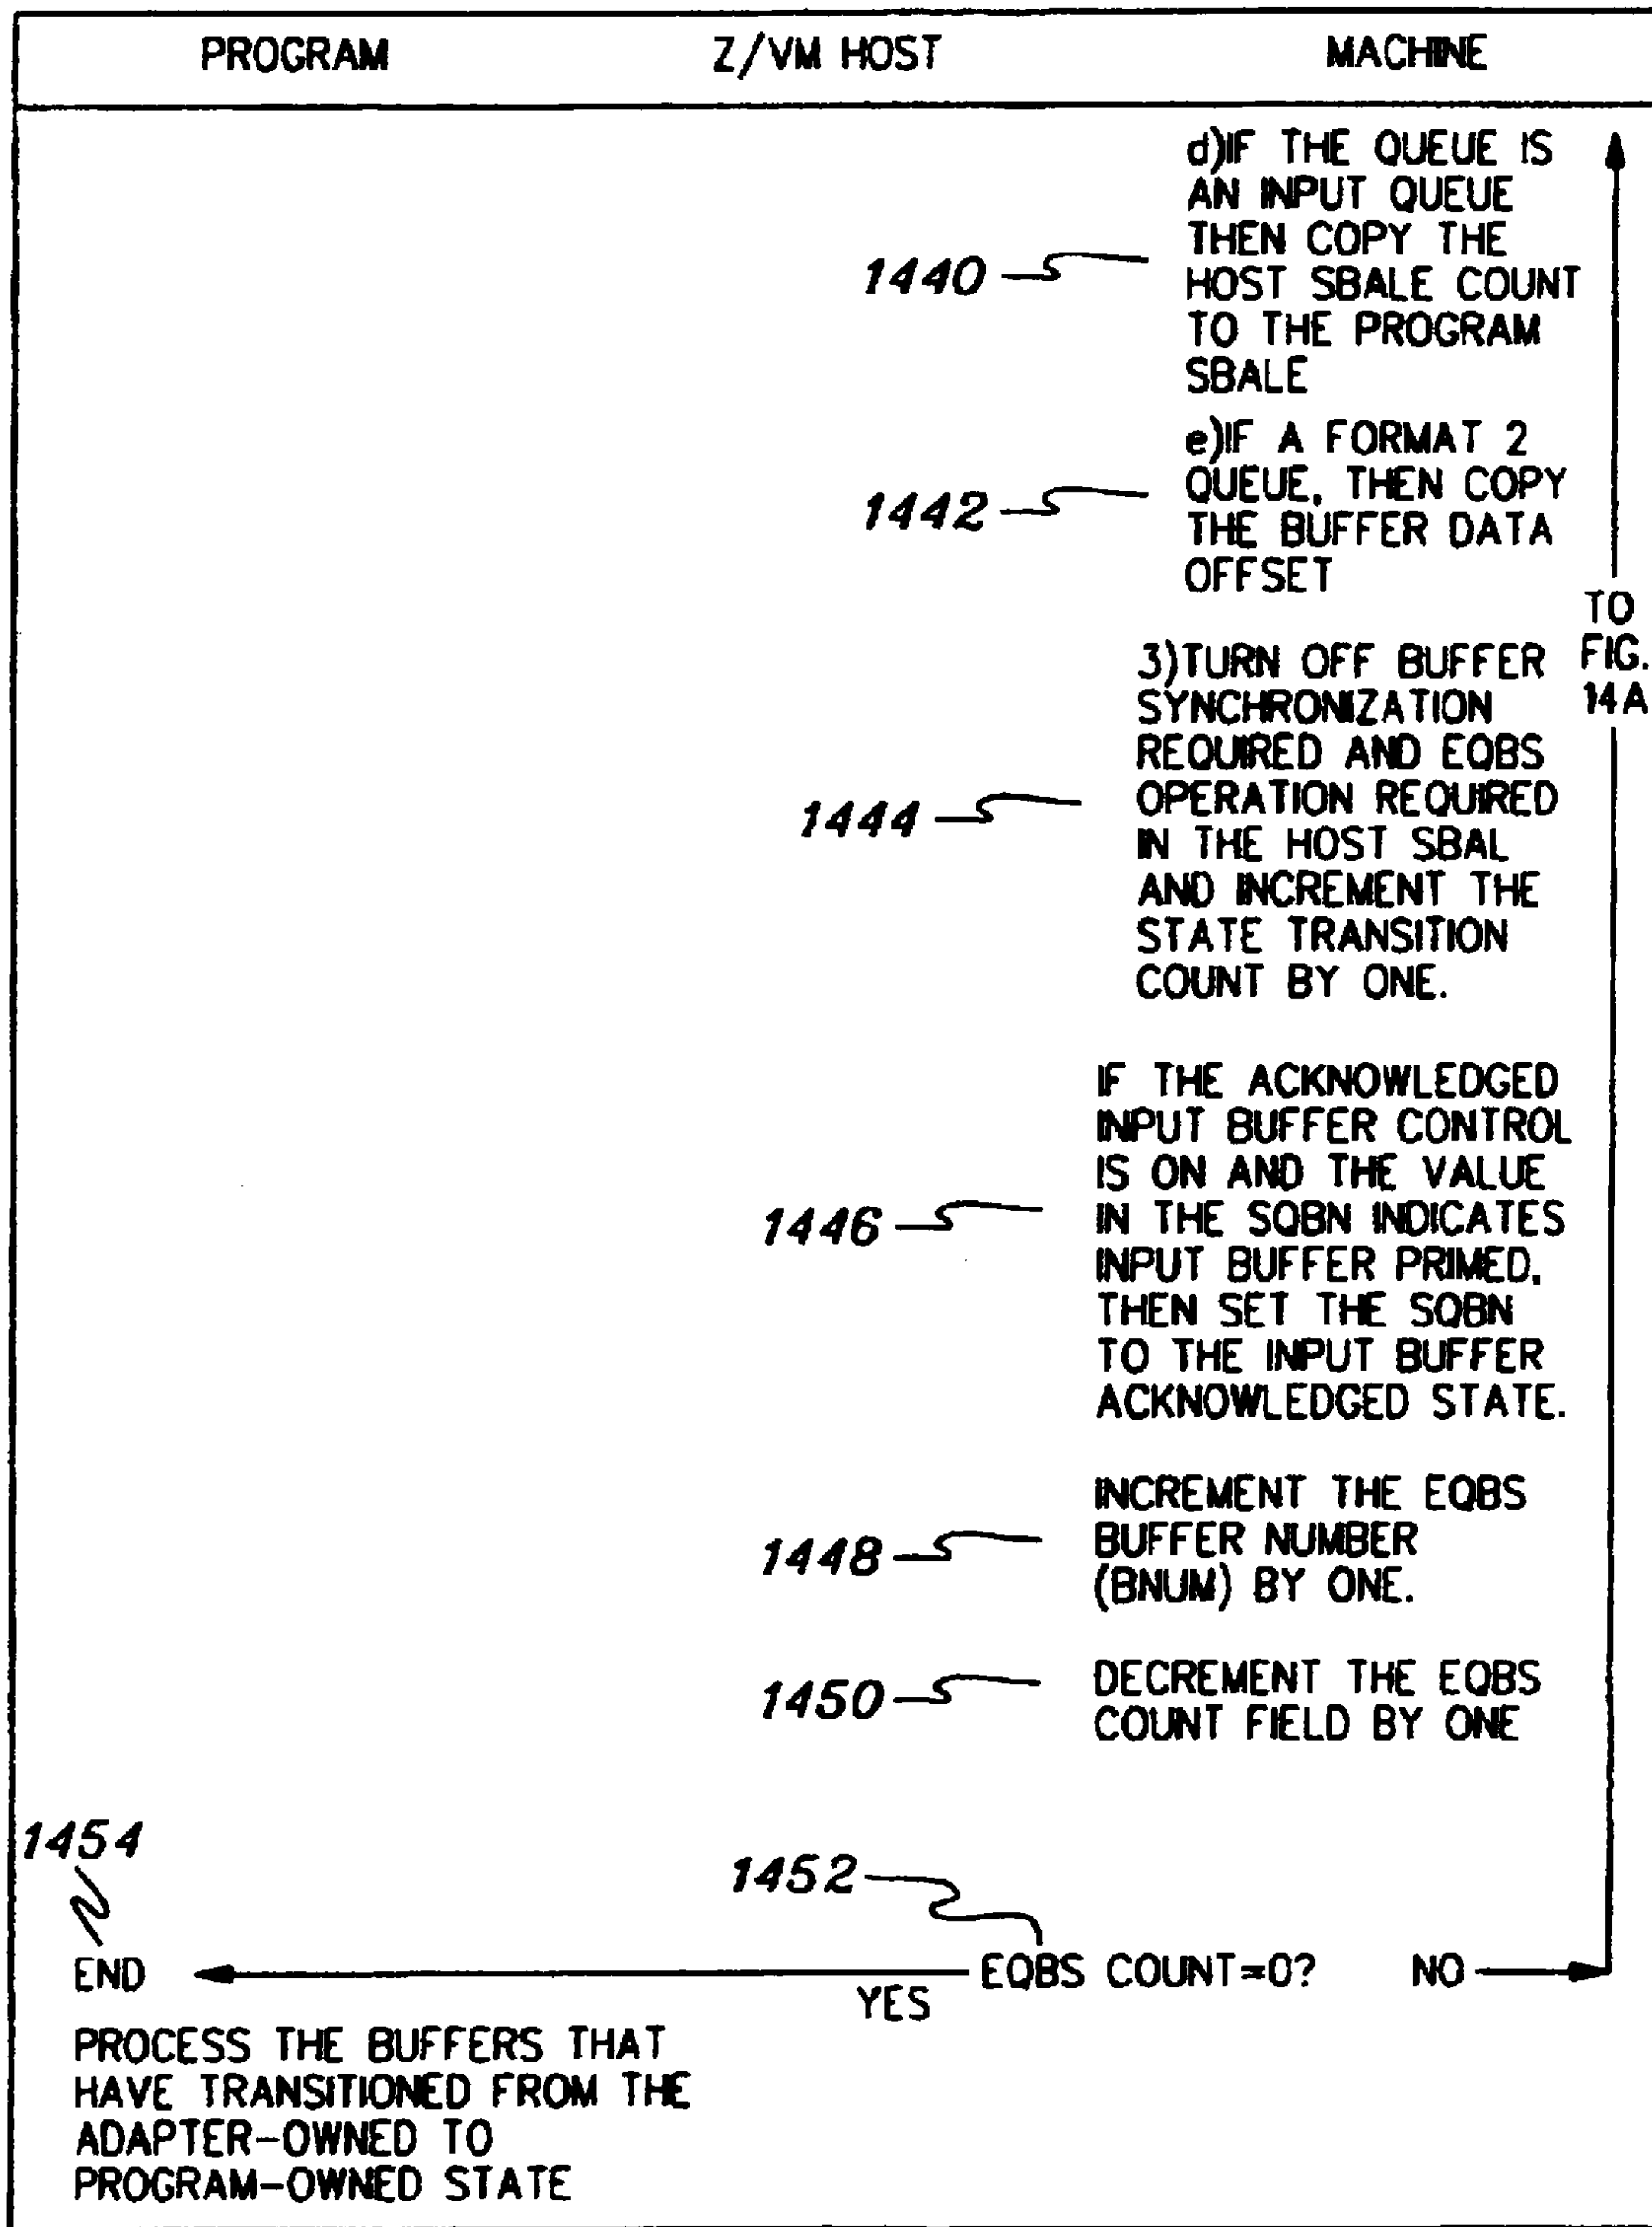 PROGRAM Z/VM HOST MACHINE
d)IF THE QUEUE IS
AN INPUT QUEUE
THEN COPY THE
HOST SBALE COUNT
TO THE PROGRAM
SBALE
1440
e)IF A FORMAT 2
QUEUE, THEN COPY
THE BUFFER DATA
OFFSET
1442
TO
FIG.
14A
3)TURN OFF BUFFER
SYNCHRONIZATION
REQUIRED AND EQBS
OPERATION REQUIRED
IN THE HOST SBAL
AND INCREMENT THE
STATE TRANSITION
COUNT BY ONE.
1444
IF THE ACKNOWLEDGED
INPUT BUFFER CONTROL
IS ON AND THE VALUE
IN THE SQBN INDICATES
INPUT BUFFER PRIMED,
THEN SET THE SQBN
TO THE INPUT BUFFER
ACKNOWLEDGED STATE.
1446
INCREMENT THE EQBS
BUFFER NUMBER
(BNUM) BY ONE.
1448
DECREMENT THE EQBS
COUNT FIELD BY ONE
1450
1454
1452
END YES EQBS COUNT=0? NO
PROCESS THE BUFFERS THAT
HAVE TRANSITIONED FROM THE
ADAPTER-OWNED TO
PROGRAM-OWNED STATE